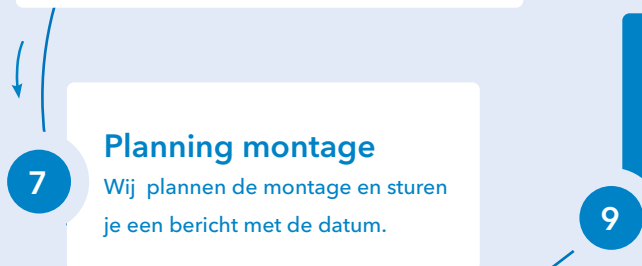 7
Planning montage
Wij plannen de montage en sturen
je een bericht met de datum.
9